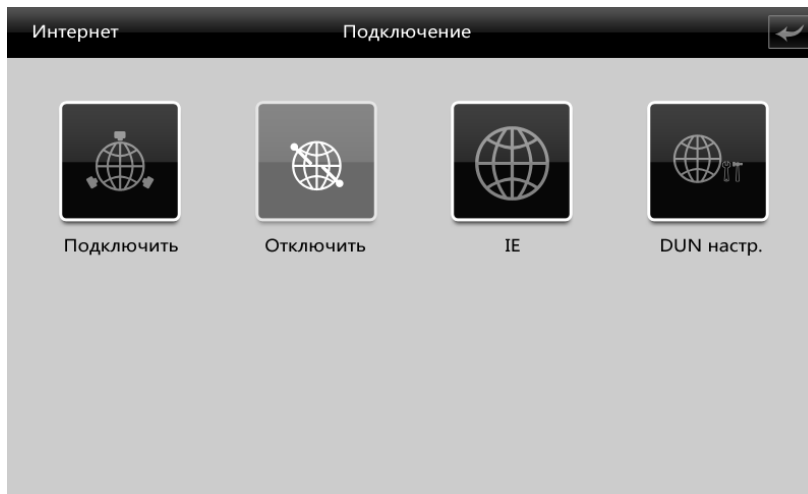 Интернет
Подключение
Подключить
Отключить
IE
DUN настр.